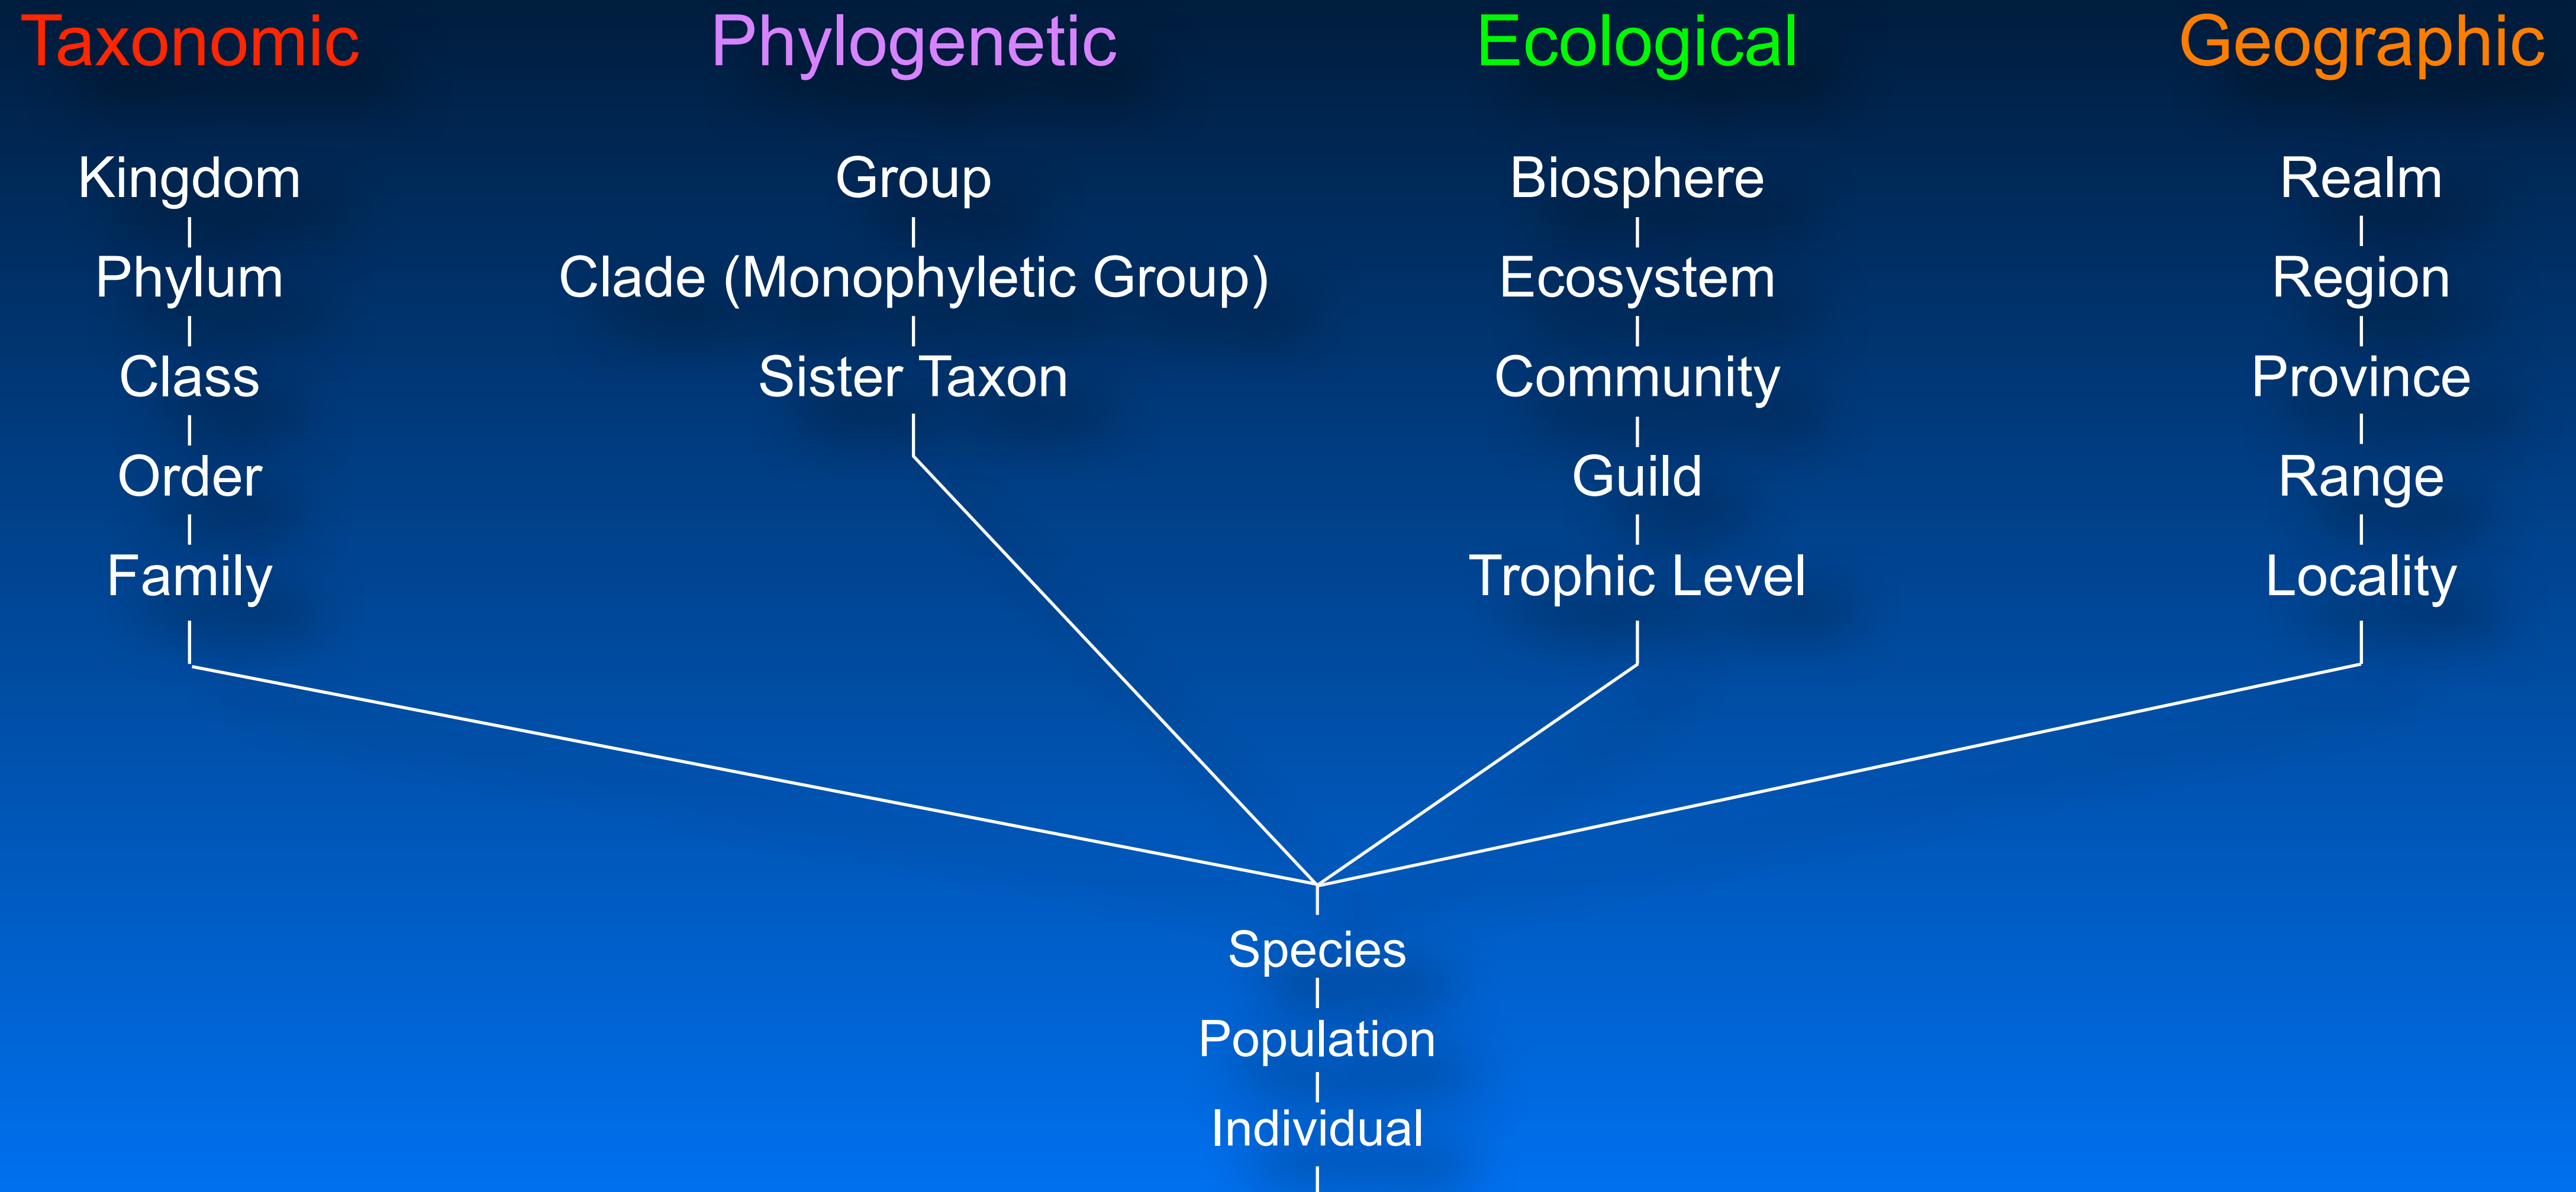 Taxonomic Phylogenetic Ecological Geographic
Kingdom Group Biosphere Realm
Phylum Clade (Monophyletic Group) Ecosystem Region
Class Sister Taxon Community Province
Order Guild Range
Family Trophic Level Locality
Species
Population
Individual